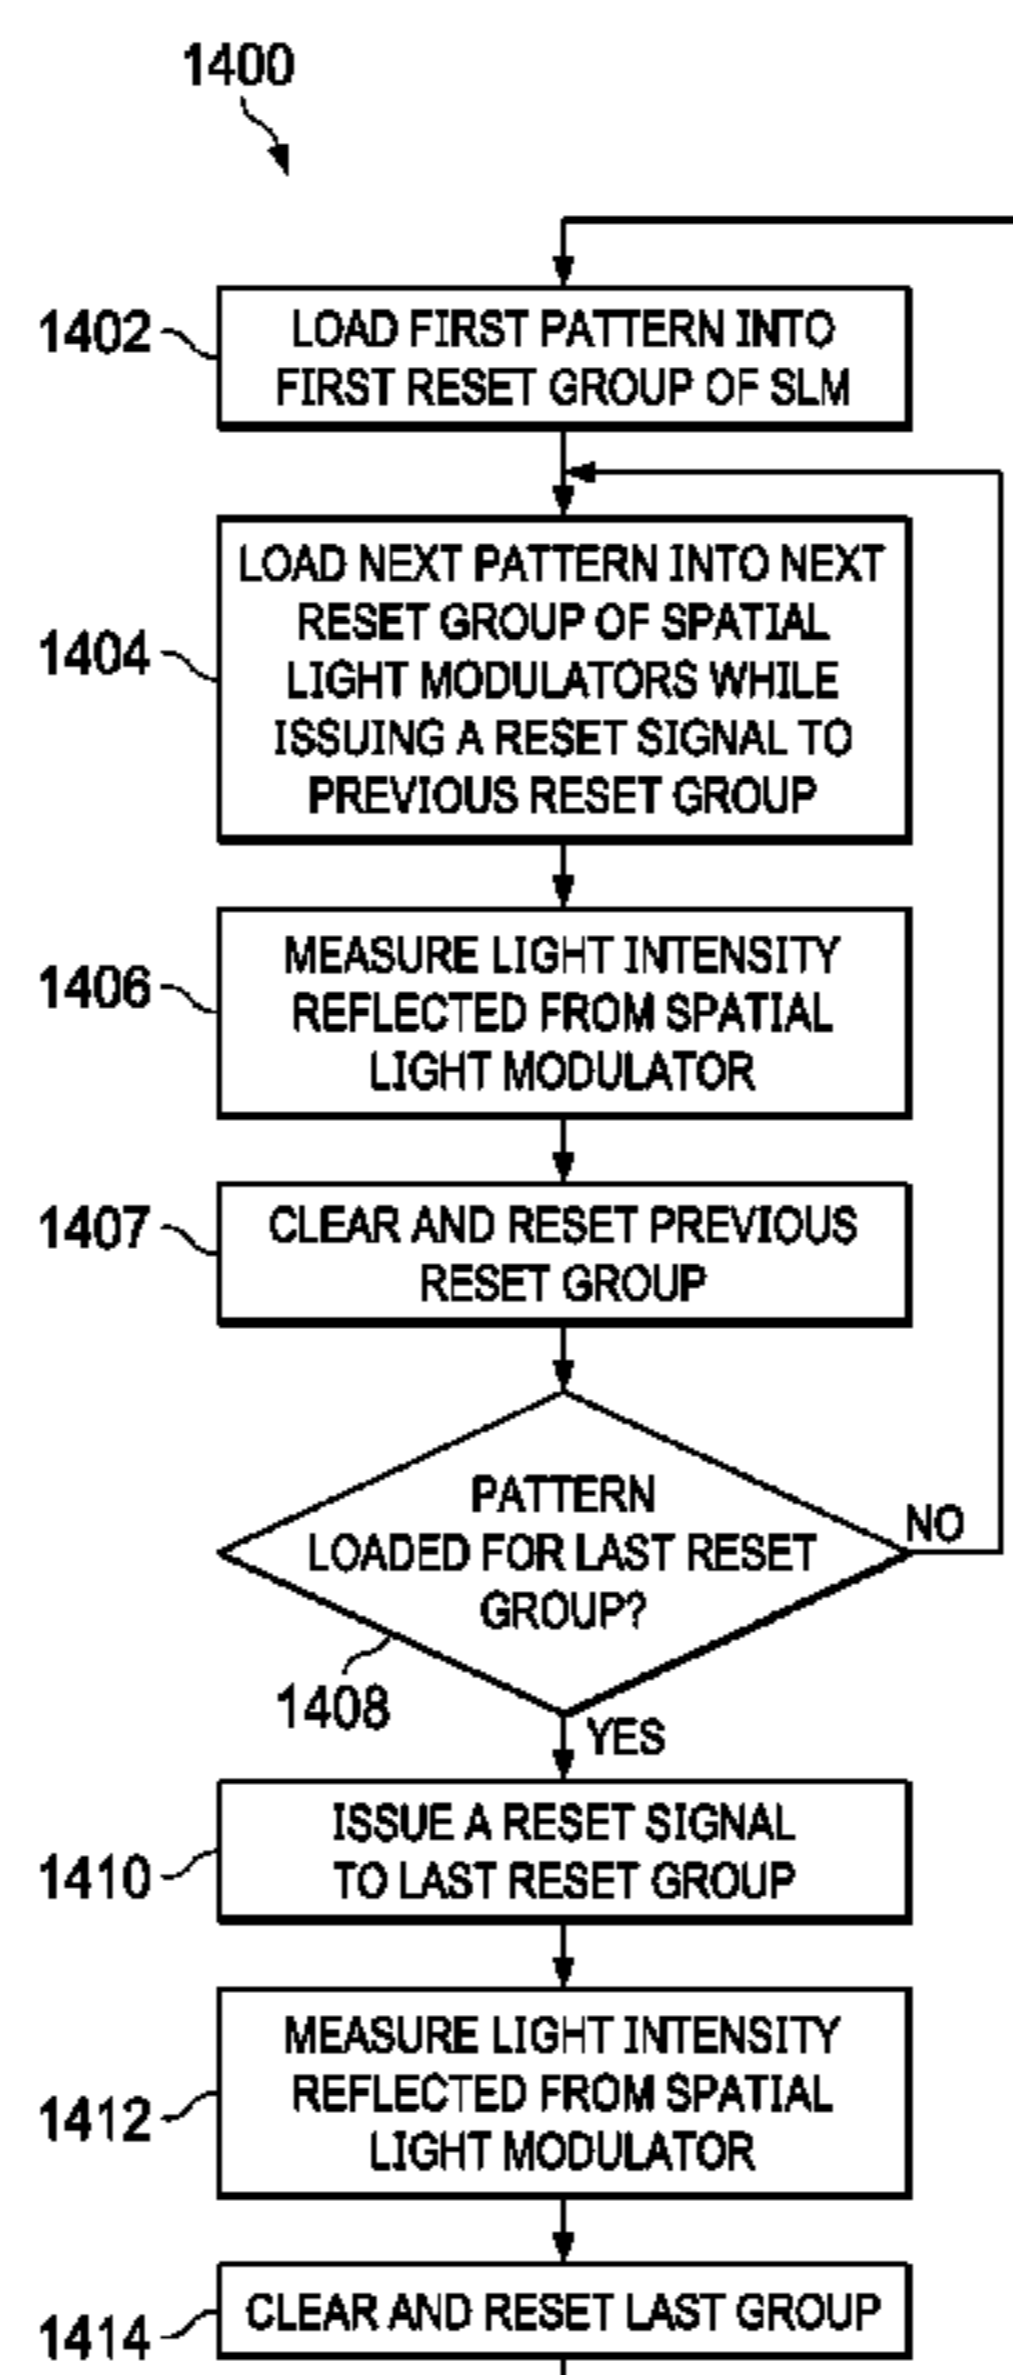 1400
1402
LOAD FIRST PATTERN INTO
FIRST RESET GROUP OF SLM
1404
LOAD NEXT PATTERN INTO NEXT
RESET GROUP OF SPATIAL
LIGHT MODULATORS WHILE
ISSUING A RESET SIGNAL TO
PREVIOUS RESET GROUP
1406
MEASURE LIGHT INTENSITY
REFLECTED FROM SPATIAL
LIGHT MODULATOR
1407
CLEAR AND RESET PREVIOUS
RESET GROUP
PATTERN
LOADED FOR LAST RESET
GROUP?
NO
1408
YES
1410
ISSUE A RESET SIGNAL
TO LAST RESET GROUP
1412
MEASURE LIGHT INTENSITY
REFLECTED FROM SPATIAL
LIGHT MODULATOR
1414
CLEAR AND RESET LAST GROUP